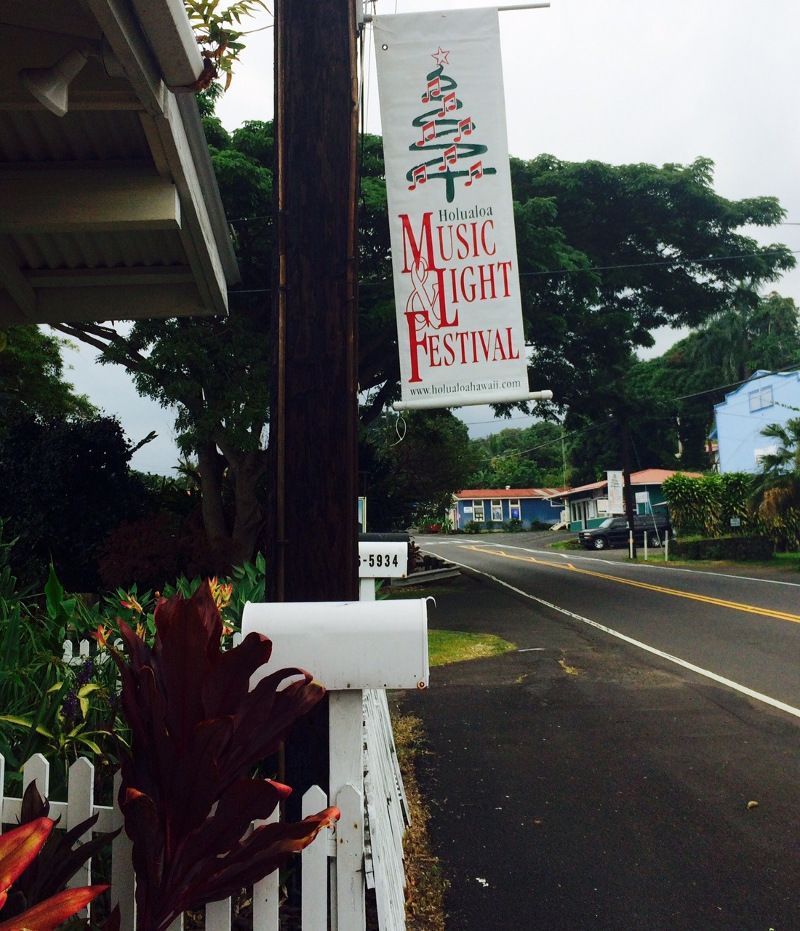 Holualoa
MUSIC
& LIGHT
FESTIVAL
www.holualoahawaii.com
-5934